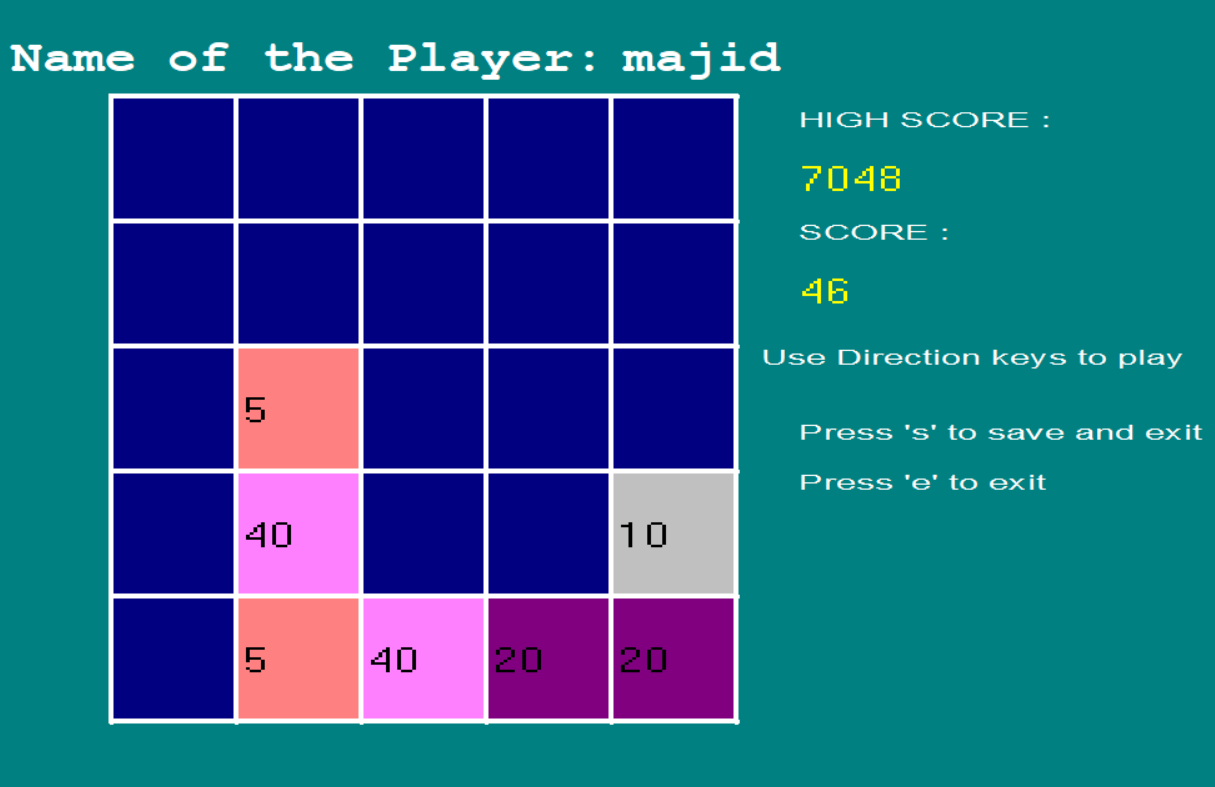 Name of the Player: majid
HIGH SCORE :
7048
SCORE :
46
Use Direction keys to play
5
Press 's' to save and exit
Press 'e' to exit
40 10
5 40 20 20